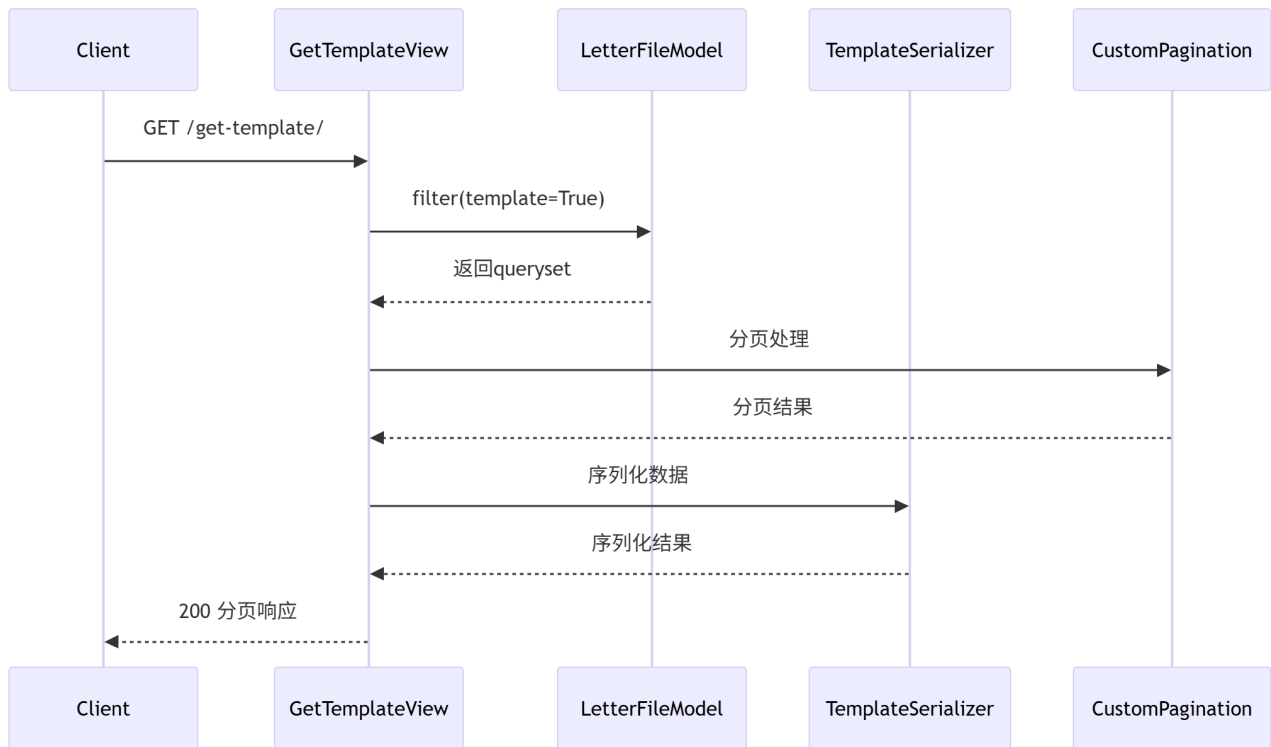 Client
GetTemplateView
LetterFileModel
TemplateSerializer
CustomPagination
GET /get-template/
filter(template=True)
返回queryset
分页处理
分页结果
序列化数据
序列化结果
200 分页响应
Client
GetTemplateView
LetterFileModel
TemplateSerializer
CustomPagination